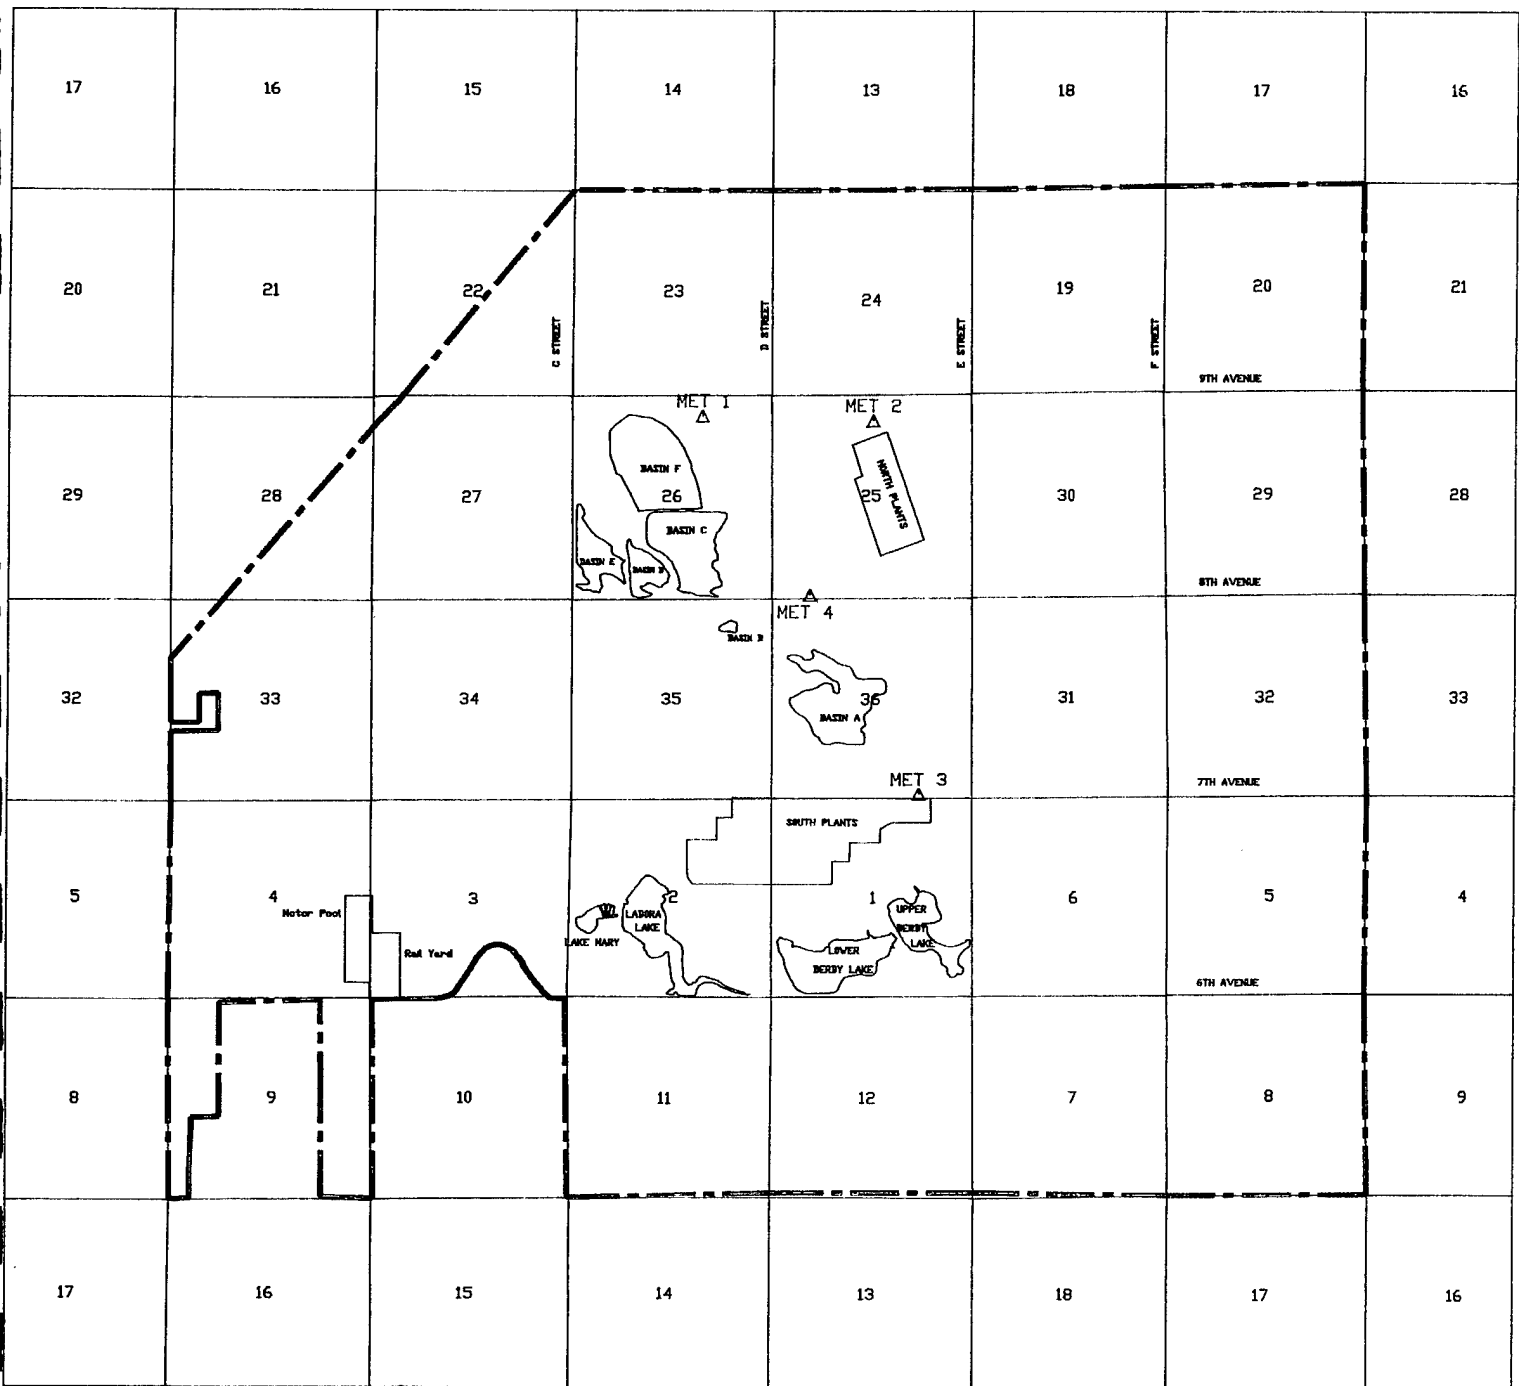 17 16 15 14 13 18 17 16
20 21 22 23 24 19 20 21
C STREET
D STREET
E STREET
F STREET
9TH AVENUE
MET 1
MET 2
BASIN F
NORTH PLANTS
29 28 27 26 25 30 29 28
BASIN C
BASIN E
8TH AVENUE
MET 4
32 33 34 35 36 31 32 33
BASIN A
MET 3
7TH AVENUE
SOUTH PLANTS
5 4 3 2 1 6 5 4
Motor Pool
Rail Yard
LADORA
LAKE
LAKE MARY
UPPER
DERBY
LAKE
LOWER
DERBY LAKE
6TH AVENUE
8 9 10 11 12 7 8 9
17 16 15 14 13 18 17 16